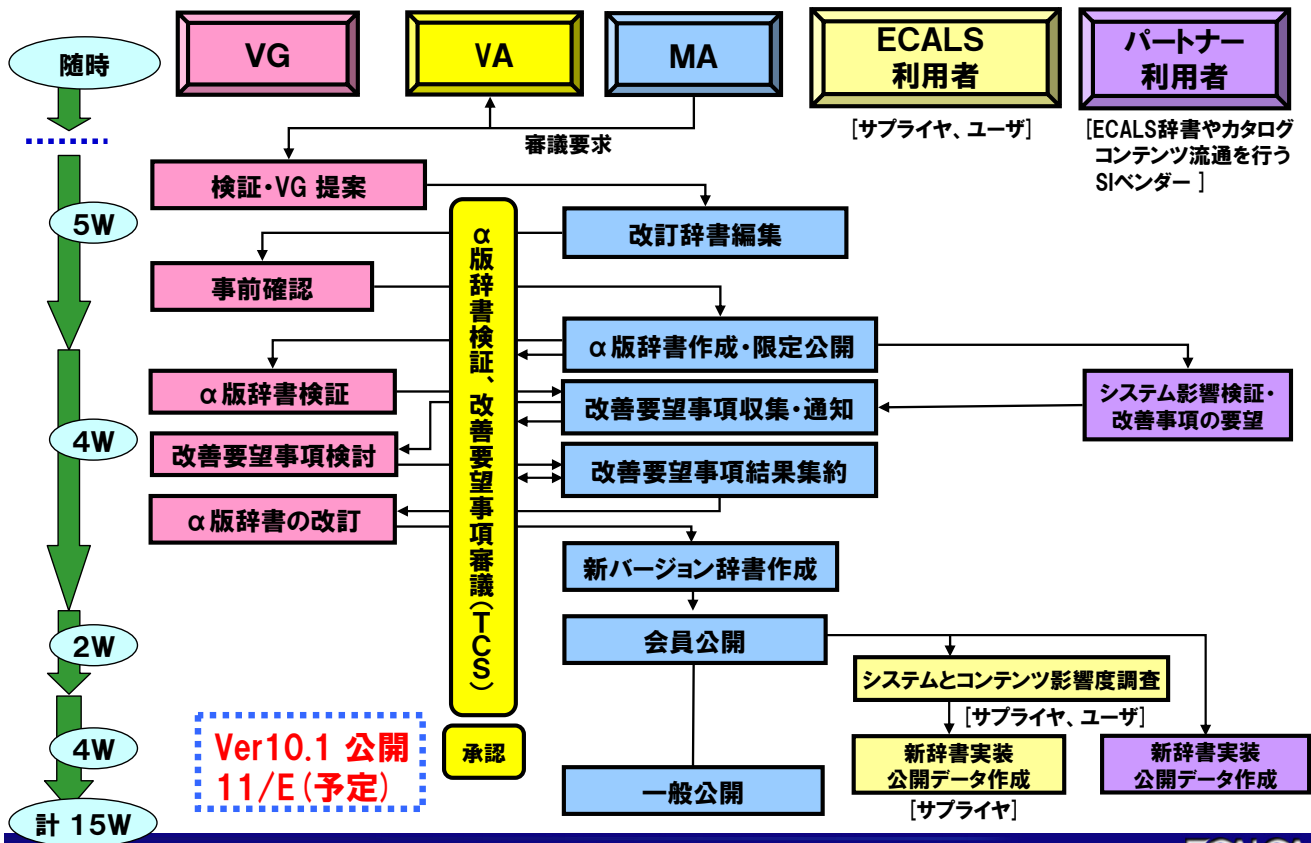 随時
VG
VA
MA
ECALS
利用者
パートナー
利用者
[サプライヤ、ユーザ]
[ECALS辞書やカタログ
コンテンツ流通を行う
SIベンダー ]
審議要求
検証・VG 提案
5W
改訂辞書編集
事前確認
α版辞書検証、改善要望事項審議(TCS)
α版辞書作成・限定公開
α版辞書検証
改善要望事項収集・通知
システム影響検証・
改善事項の要望
4W
改善要望事項検討
改善要望事項結果集約
α版辞書の改訂
新バージョン辞書作成
2W
会員公開
システムとコンテンツ影響度調査
[サプライヤ、ユーザ]
4W
Ver10.1 公開
11/E(予定)
承認
新辞書実装
公開データ作成
新辞書実装
公開データ作成
一般公開
[サプライヤ]
計 15W